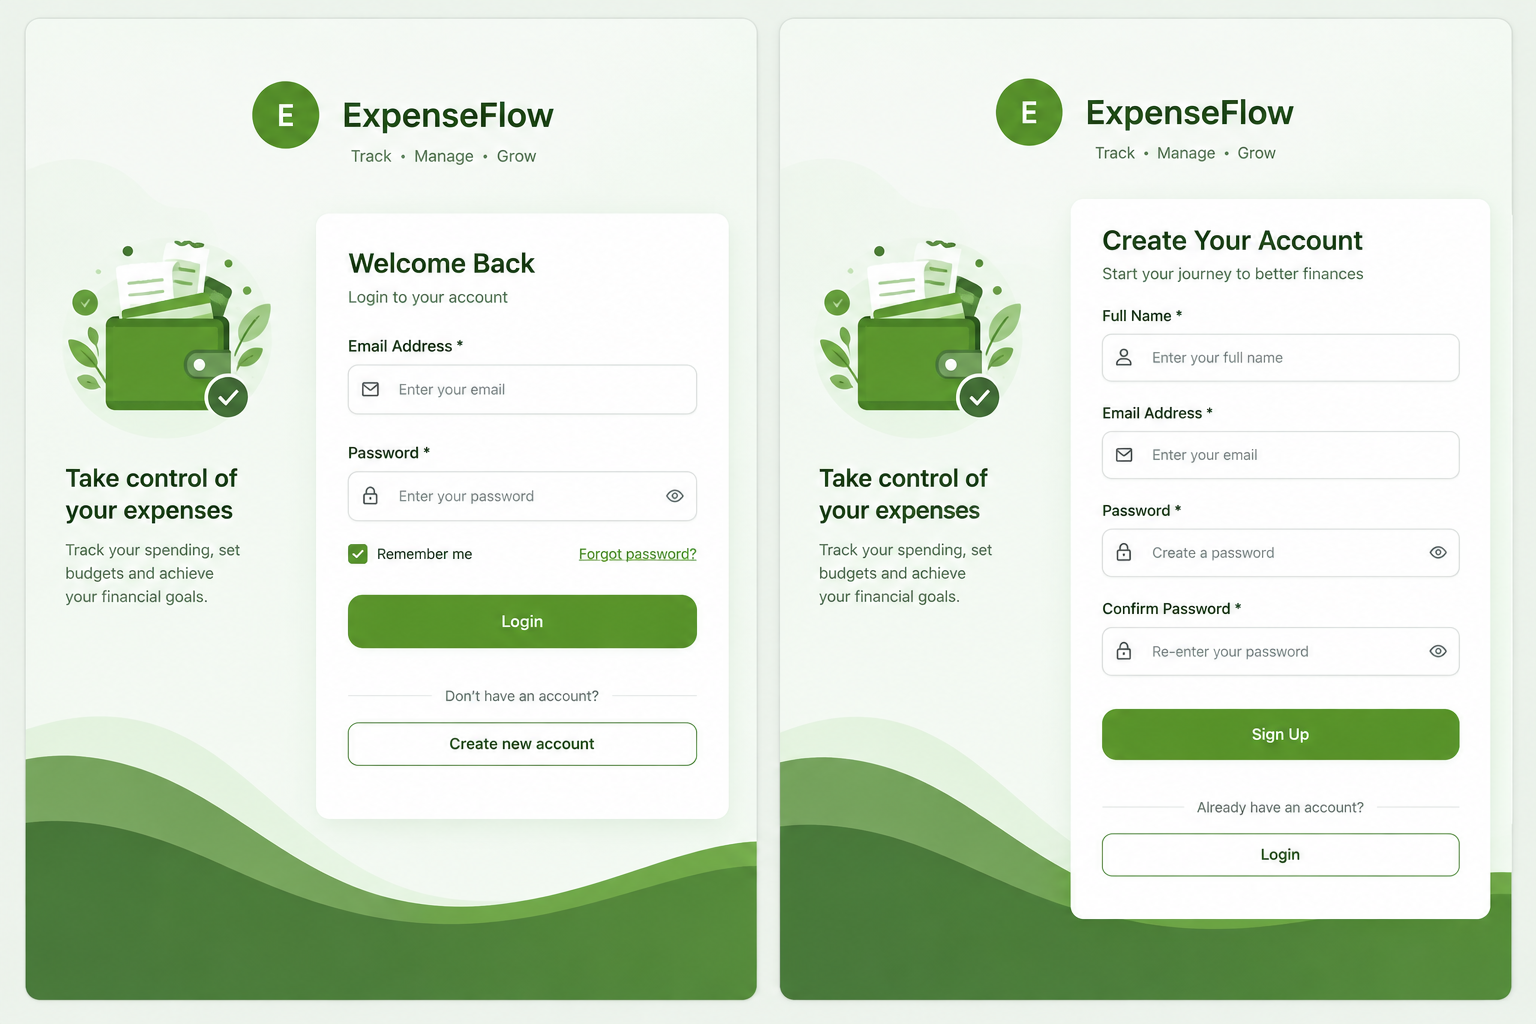 E
ExpenseFlow
Track • Manage • Grow
Take control of
your expenses
Track your spending, set
budgets and achieve
your financial goals.
Welcome Back
Login to your account
Email Address *
Enter your email
Password *
Enter your password
Remember me
Forgot password?
Login
Don't have an account?
Create new account
E
ExpenseFlow
Track • Manage • Grow
Take control of
your expenses
Track your spending, set
budgets and achieve
your financial goals.
Create Your Account
Start your journey to better finances
Full Name *
Enter your full name
Email Address *
Enter your email
Password *
Create a password
Confirm Password *
Re-enter your password
Sign Up
Already have an account?
Login